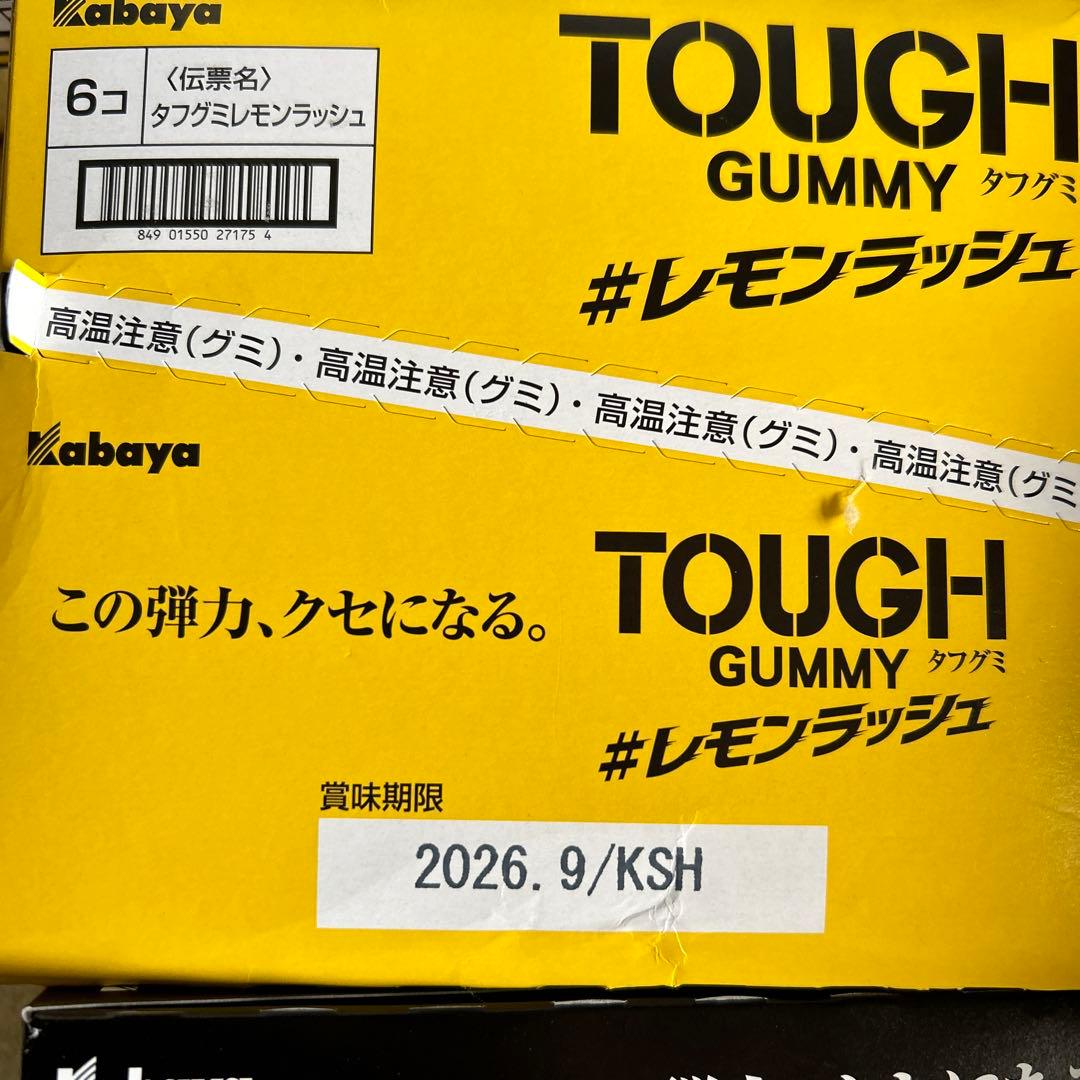 Kabaya
6コ
〈伝票名〉
タフグミレモンラッシュ
849 01550 27175 4
TOUGH
GUMMY タフグミ
#レモンラッシュ
高温注意(グミ)・高温注意(グミ)・高温注意(グミ)・高温注意(グミ
Kabaya
この弾力、クセになる。
TOUGH
GUMMY タフグミ
#レモンラッシュ
賞味期限
2026. 9/KSH